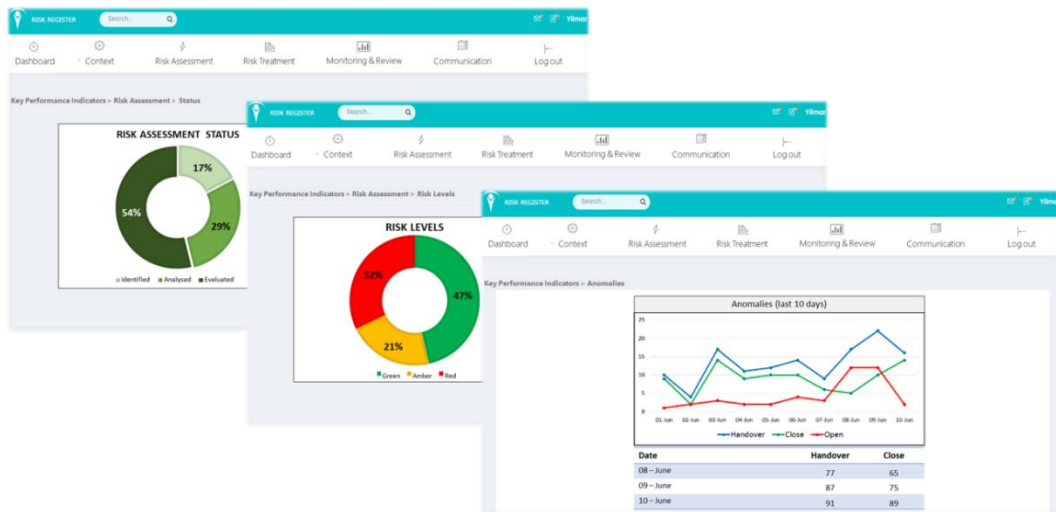 RISK REGISTER
Search..
Yilmar
Dashboard
Context
Risk Assessment
Risk Treatment
Monitoring & Review
Communication
Log out
Key Performance Indicators > Risk Assessment > Status
RISK ASSESSMENT STATUS
17%
54%
29%
Identified Analysed Evaluated
RISK REGISTER
Search..
Yilmar
Dashboard
Context
Risk Assessment
Risk Treatment
Monitoring & Review
Communication
Log out
Key Performance Indicators > Risk Assessment > Risk Levels
RISK LEVELS
32%
47%
21%
Green Amber Red
RISK REGISTER
Search..
Yilmar
Dashboard
Context
Risk Assessment
Risk Treatment
Monitoring & Review
Communication
Log out
Key Performance Indicators > Anomalies
Anomalies (last 10 days)
25
20
15
10
5
0
01-Jun 02-Jun 03-Jun 04-Jun 05-Jun 06-Jun 07-Jun 08-Jun 09-Jun 10-Jun
Handover Close Open
Date Handover Close
08 – June 77 65
09 – June 87 75
10 – June 91 89